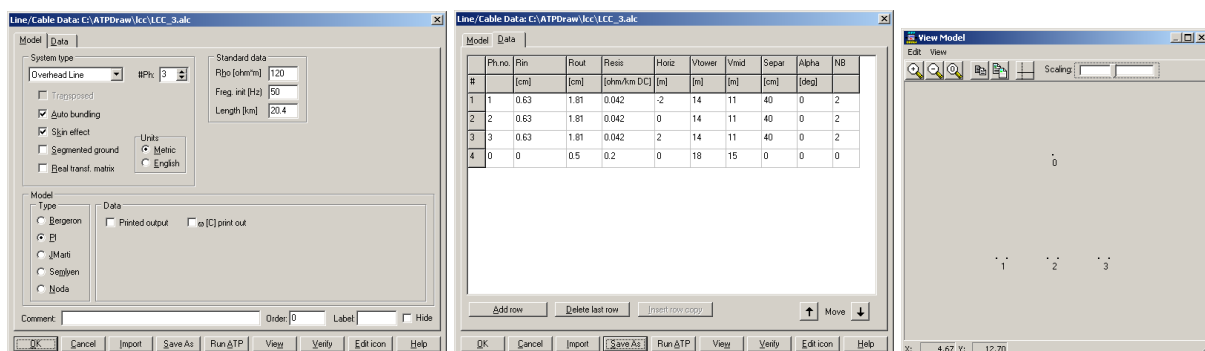 Line/Cable Data: C:\ATPDraw\lcc\LCC_3.alc
Model Data
System type
Overhead Line #Ph: 3
Transposed
Auto bundling
Skin effect
Segmented ground
Real transf. matrix
Units
Metric
English
Standard data
Rho [ohm*m] 120
Freq. init [Hz] 50
Length [km] 20.4
Model
Type
Bergeron
PI
JMarti
Semlyen
Noda
Data
Printed output ω [C] print out
Comment: Order: 0 Label: Hide
OK Cancel Import Save As Run ATP View Verify Edit icon Help
Line/Cable Data: C:\ATPDraw\lcc\LCC_3.alc
Model Data
Ph.no. Rin Rout Resis Horiz Vtower Vmid Separ Alpha NB
# [cm] [cm] [ohm/km DC] [m] [m] [m] [cm] [deg]
1 1 0.63 1.81 0.042 -2 14 11 40 0 2
2 2 0.63 1.81 0.042 0 14 11 40 0 2
3 3 0.63 1.81 0.042 2 14 11 40 0 2
4 0 0 0.5 0.2 0 18 15 0 0 0
Add row Delete last row Insert row copy Move
OK Cancel Import Save As Run ATP View Verify Edit icon Help
View Model
Edit View
Scaling:
0
1 2 3
X: 4.67 Y: 12.70